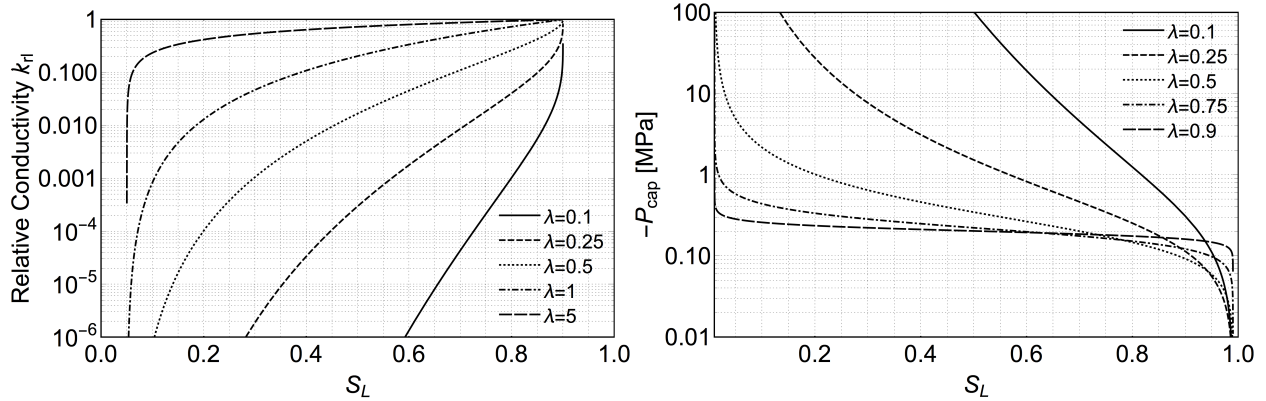 Relative Conductivity k_rl
1
0.100
0.010
0.001
10⁻⁴
10⁻⁵
10⁻⁶
λ=0.1
λ=0.25
λ=0.5
λ=1
λ=5
0.0 0.2 0.4 0.6 0.8 1.0
S_L
−P_cap [MPa]
100
10
1
0.10
0.01
λ=0.1
λ=0.25
λ=0.5
λ=0.75
λ=0.9
0.2 0.4 0.6 0.8 1.0
S_L